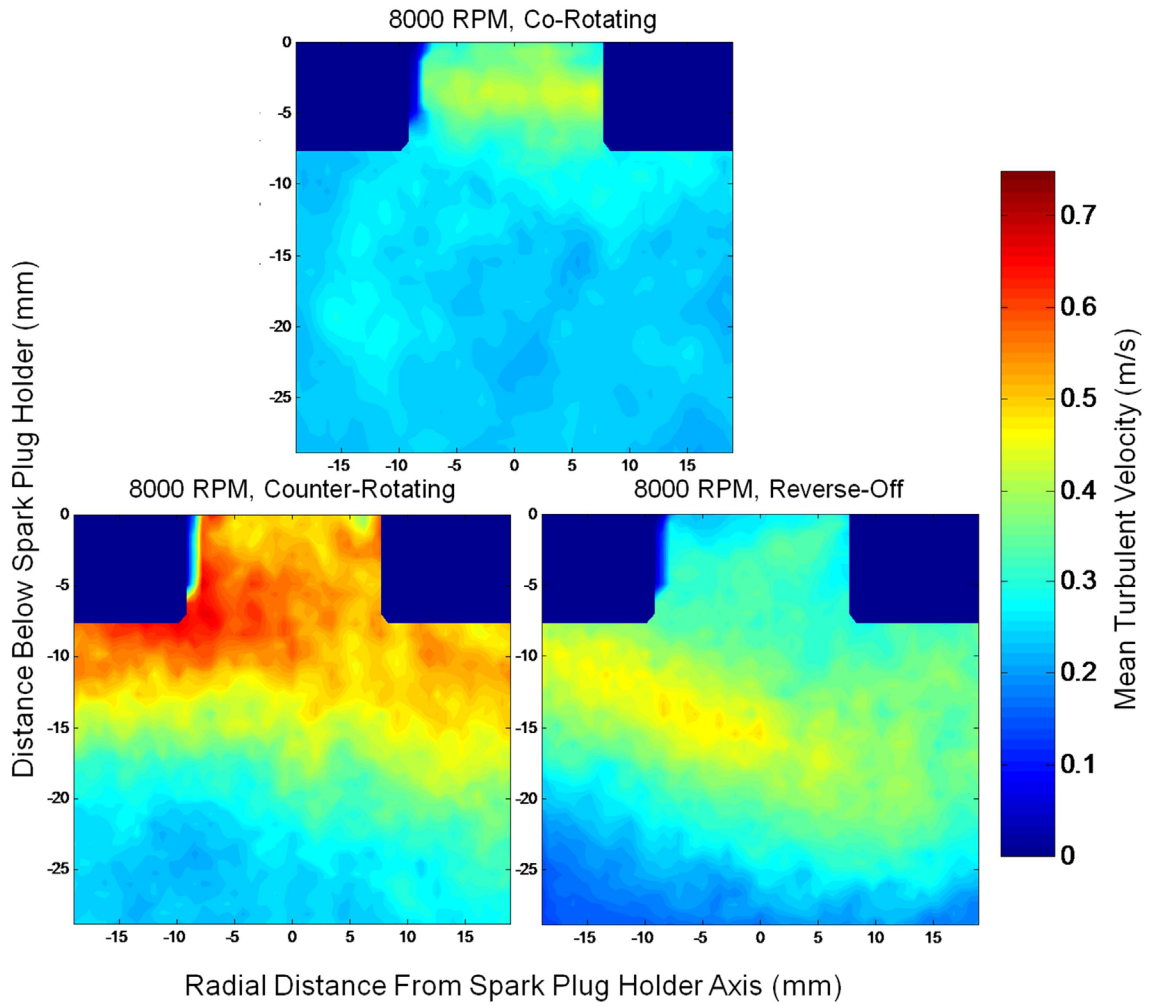 8000 RPM, Co-Rotating
0
-5
-10
-15
-20
-25
-15 -10 -5 0 5 10 15
8000 RPM, Counter-Rotating
0
-5
-10
-15
-20
-25
-15 -10 -5 0 5 10 15
8000 RPM, Reverse-Off
0
-5
-10
-15
-20
-25
-15 -10 -5 0 5 10 15
Distance Below Spark Plug Holder (mm)
Radial Distance From Spark Plug Holder Axis (mm)
0.7
0.6
0.5
0.4
0.3
0.2
0.1
0
Mean Turbulent Velocity (m/s)